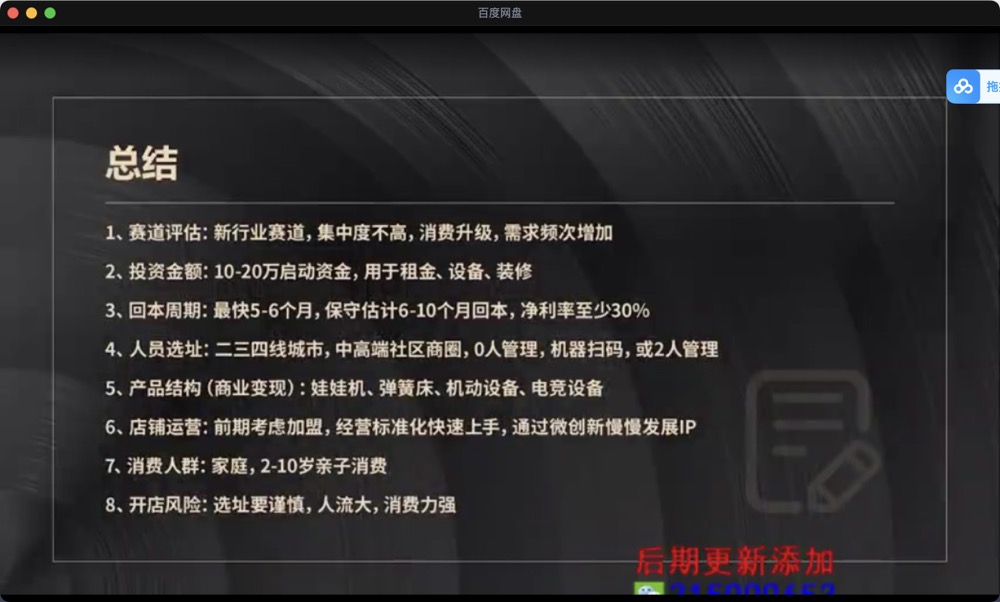 百度网盘
总结
1、赛道评估：新行业赛道，集中度不高，消费升级，需求频次增加
2、投资金额：10-20万启动资金，用于租金、设备、装修
3、回本周期：最快5-6个月，保守估计6-10个月回本，净利率至少30%
4、人员选址：二三四线城市，中高端社区商圈，0人管理，机器扫码，或2人管理
5、产品结构（商业变现）：娃娃机、弹簧床、机动设备、电竞设备
6、店铺运营：前期考虑加盟，经营标准化快速上手，通过微创新慢慢发展IP
7、消费人群：家庭，2-10岁亲子消费
8、开店风险：选址要谨慎，人流大，消费力强
后期更新添加